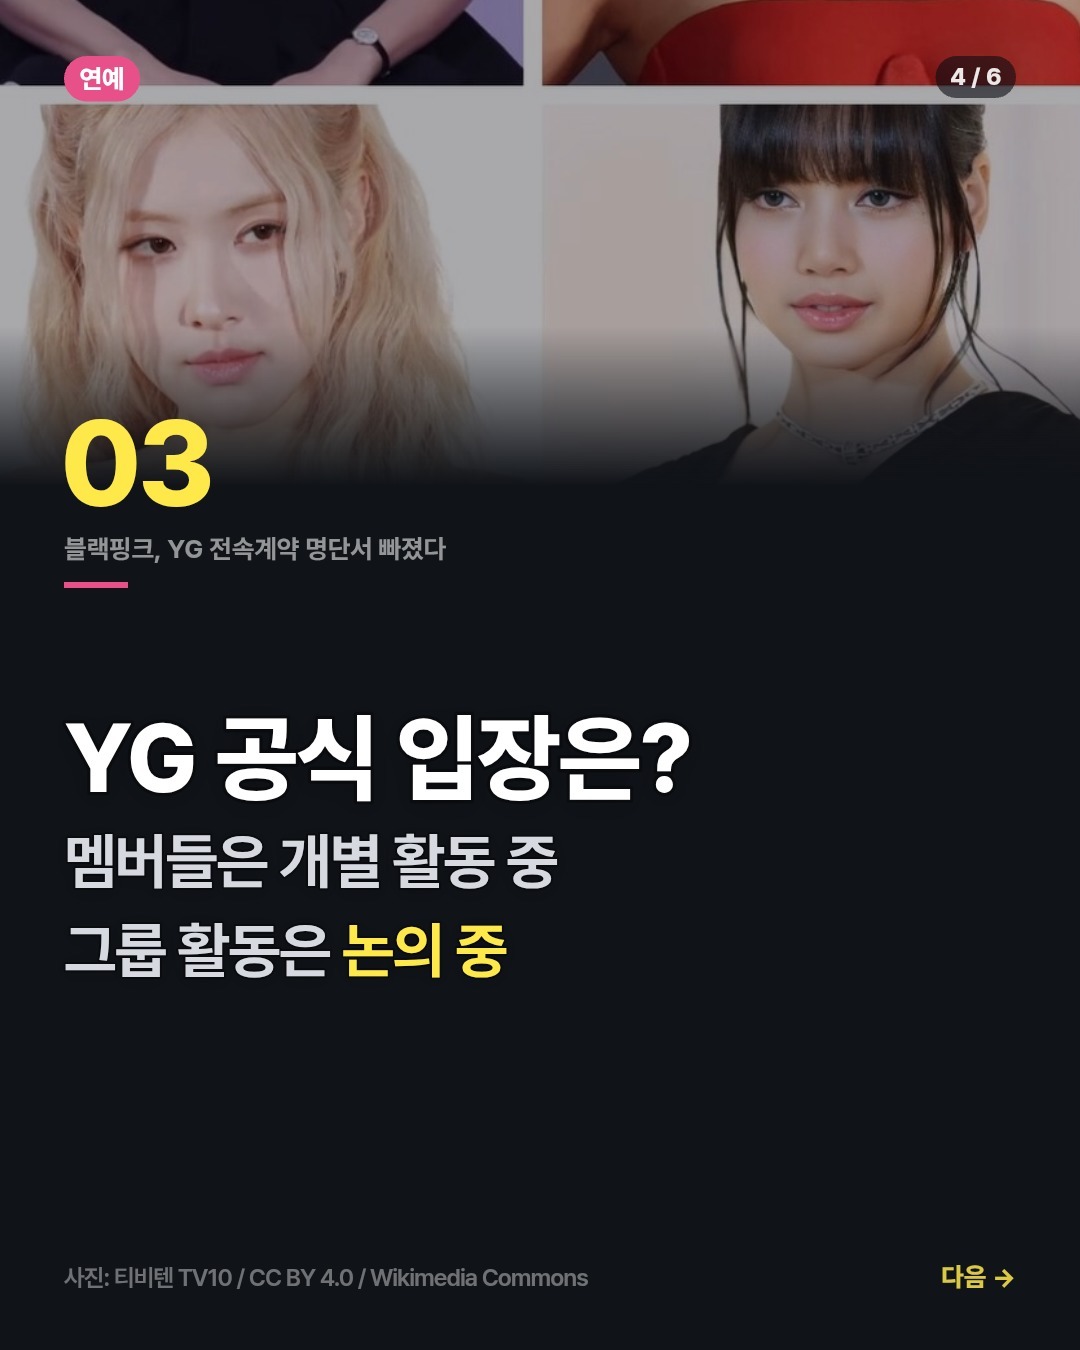 연예
4 / 6
03
블랙핑크, YG 전속계약 명단서 빠졌다
YG 공식 입장은?
멤버들은 개별 활동 중
그룹 활동은 논의 중
사진: 티비텐 TV10 / CC BY 4.0 / Wikimedia Commons
다음 →